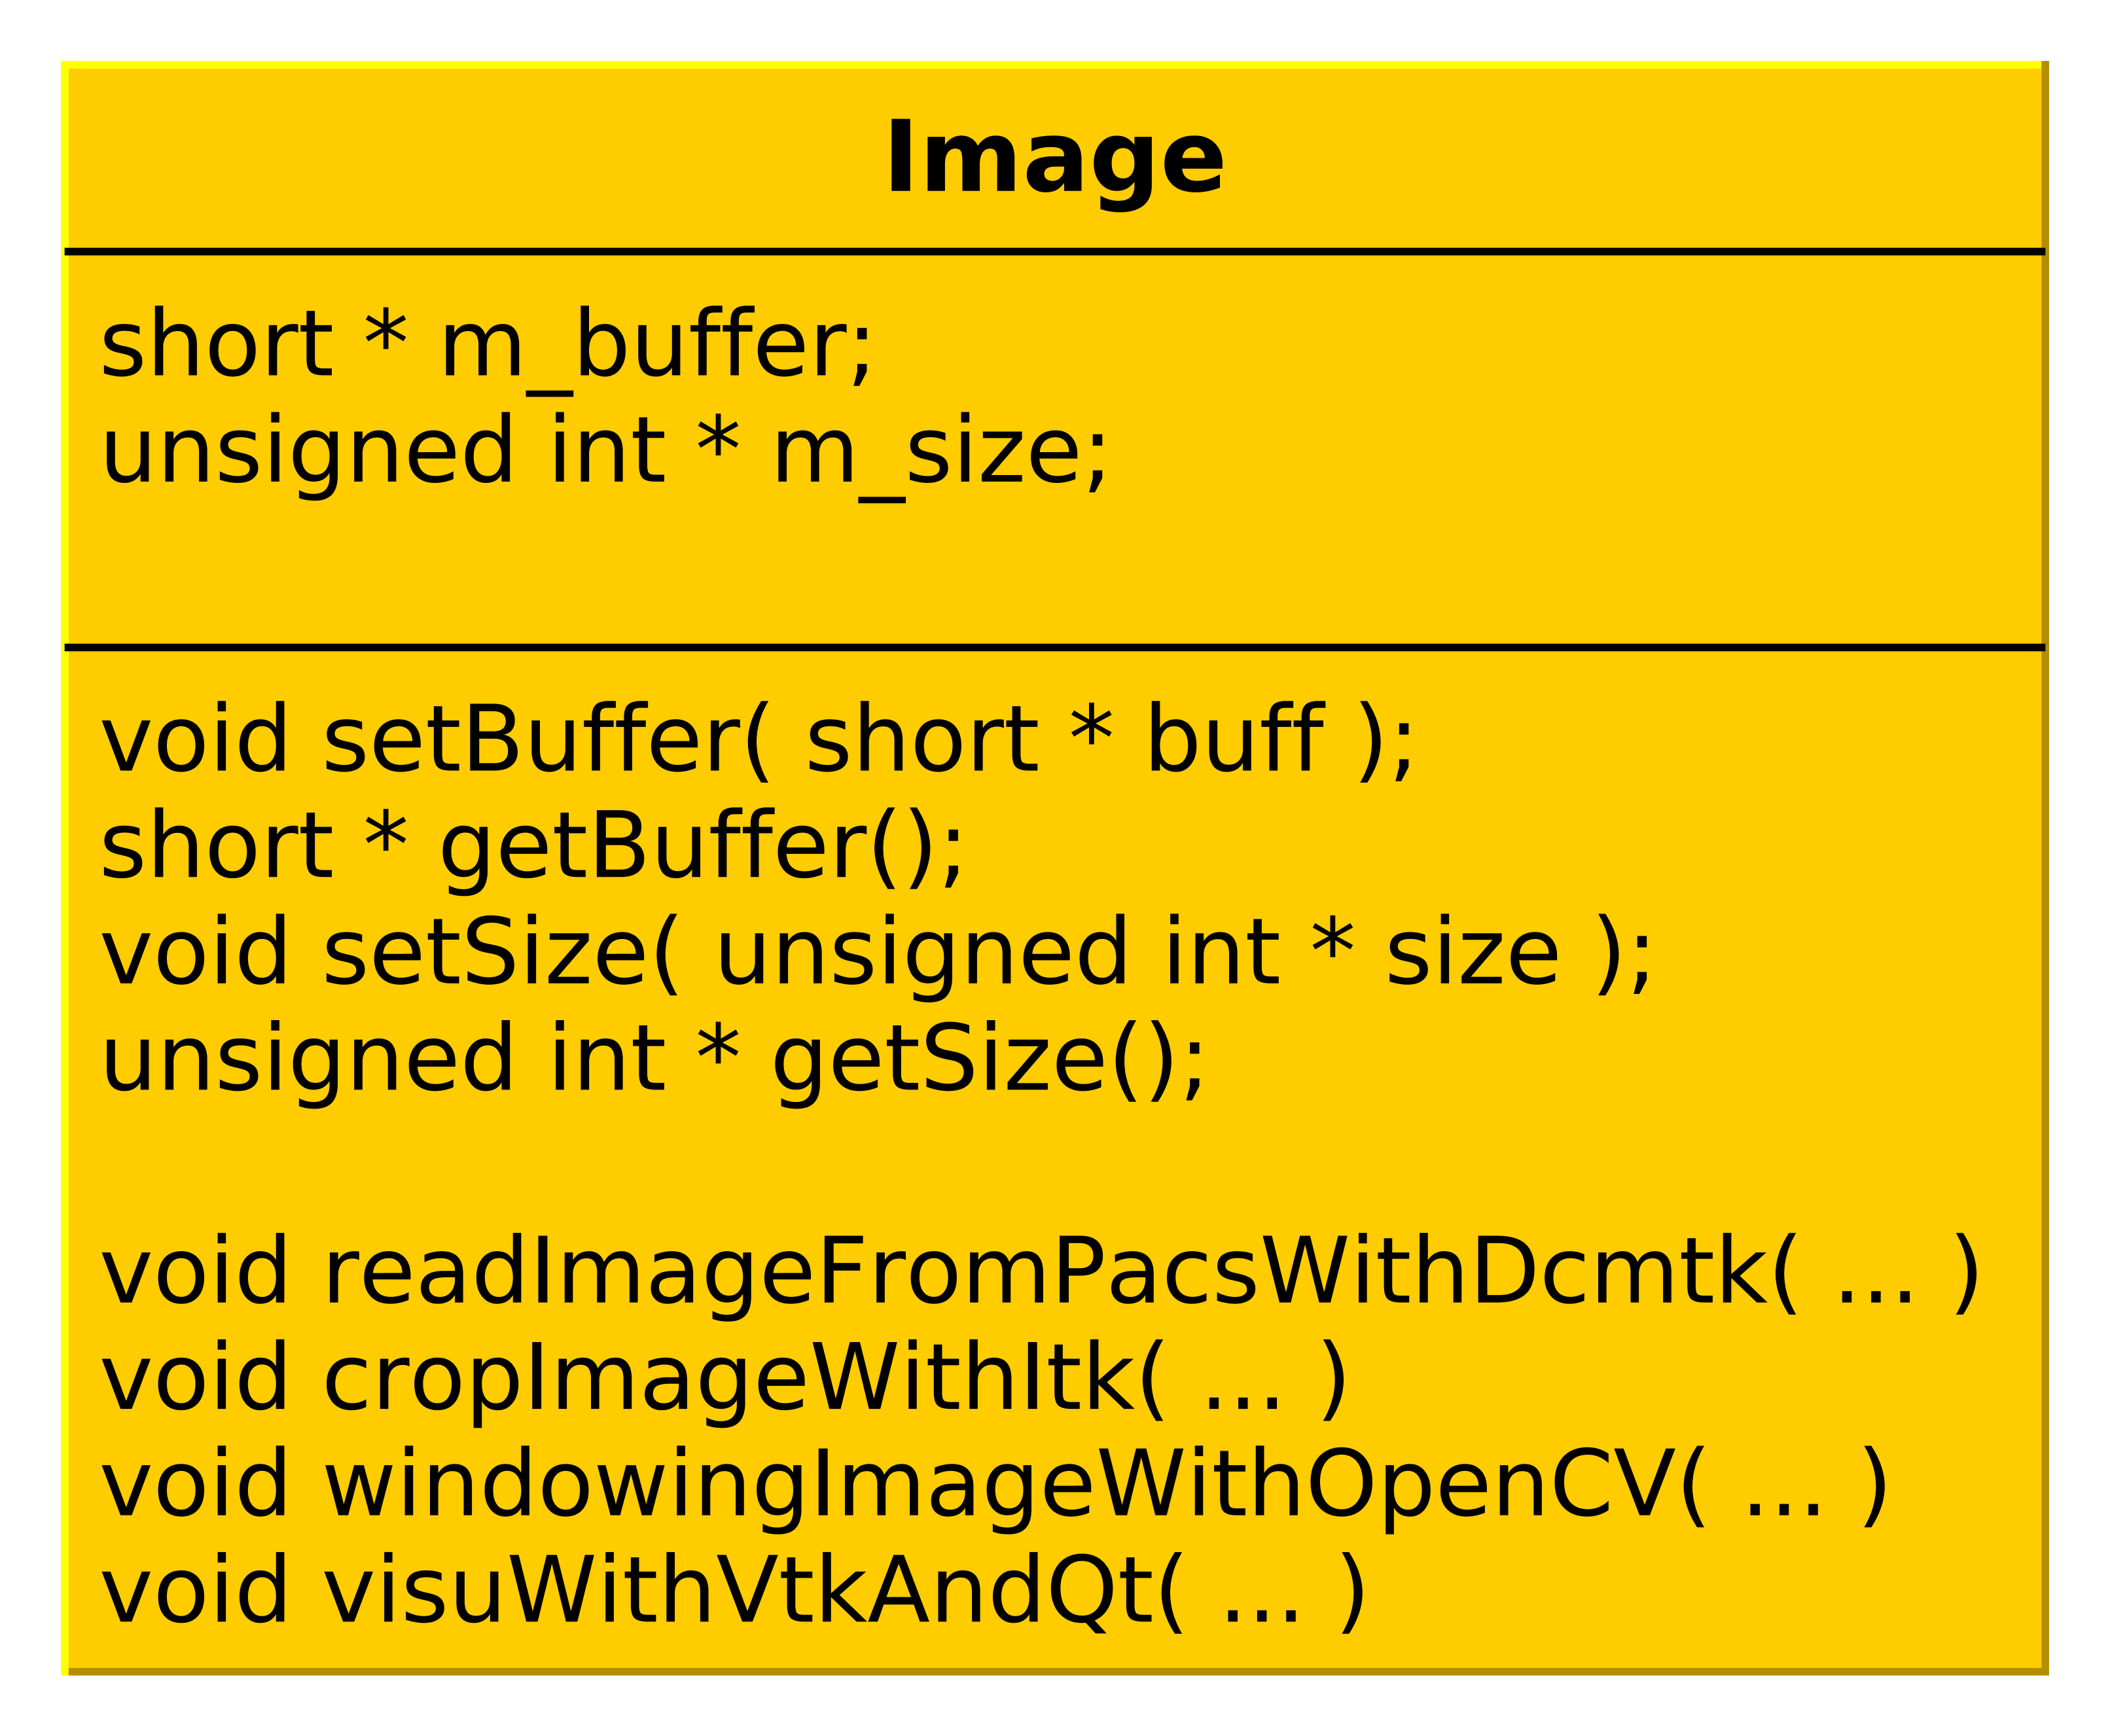 Image
short * m_buffer;
unsigned int * m_size;
void setBuffer( short * buff );
short * getBuffer();
void setSize( unsigned int * size );
unsigned int * getSize();
void readImageFromPacsWithDcmtk( ... )
void cropImageWithItk( ... )
void windowingImageWithOpenCV( ... )
void visuWithVtkAndQt( ... )